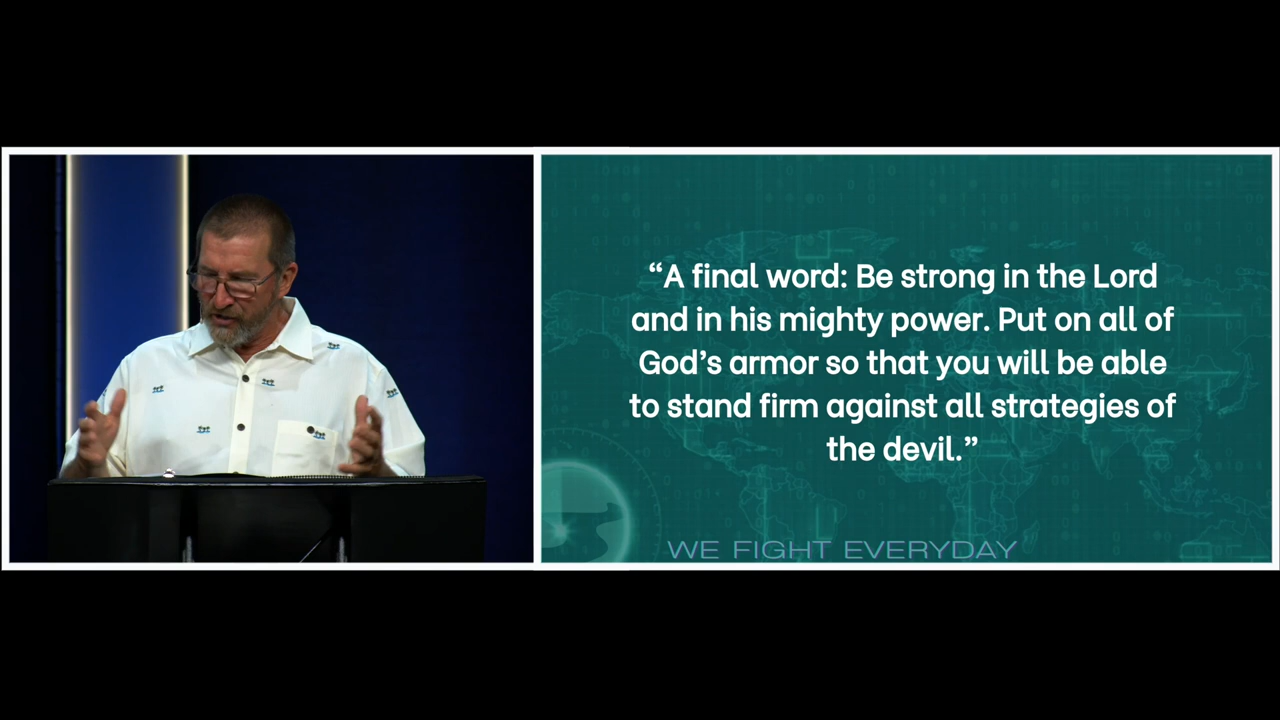 “A final word: Be strong in the Lord
and in his mighty power. Put on all of
God’s armor so that you will be able
to stand firm against all strategies of
the devil.”
WE FIGHT EVERYDAY